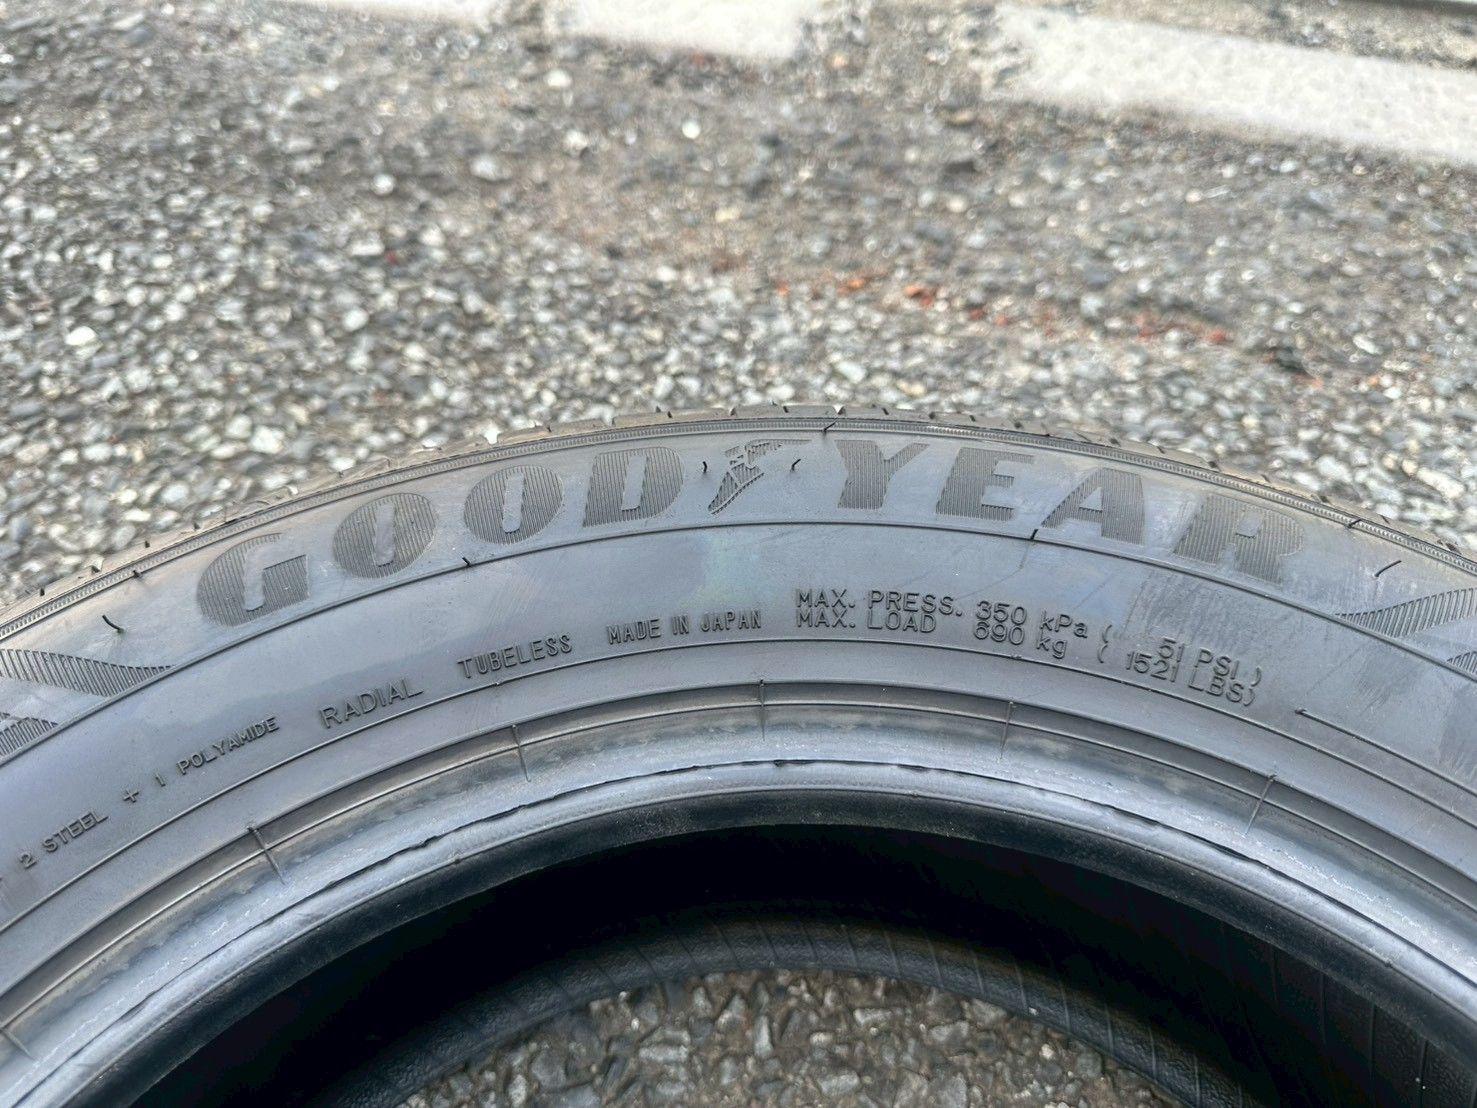 GOODYEAR
2 STEEL + 1 POLYAMIDE RADIAL TUBELESS MADE IN JAPAN
MAX. PRESS. 350 kPa ( 51 PSI )
MAX. LOAD 690 kg ( 1521 LBS)